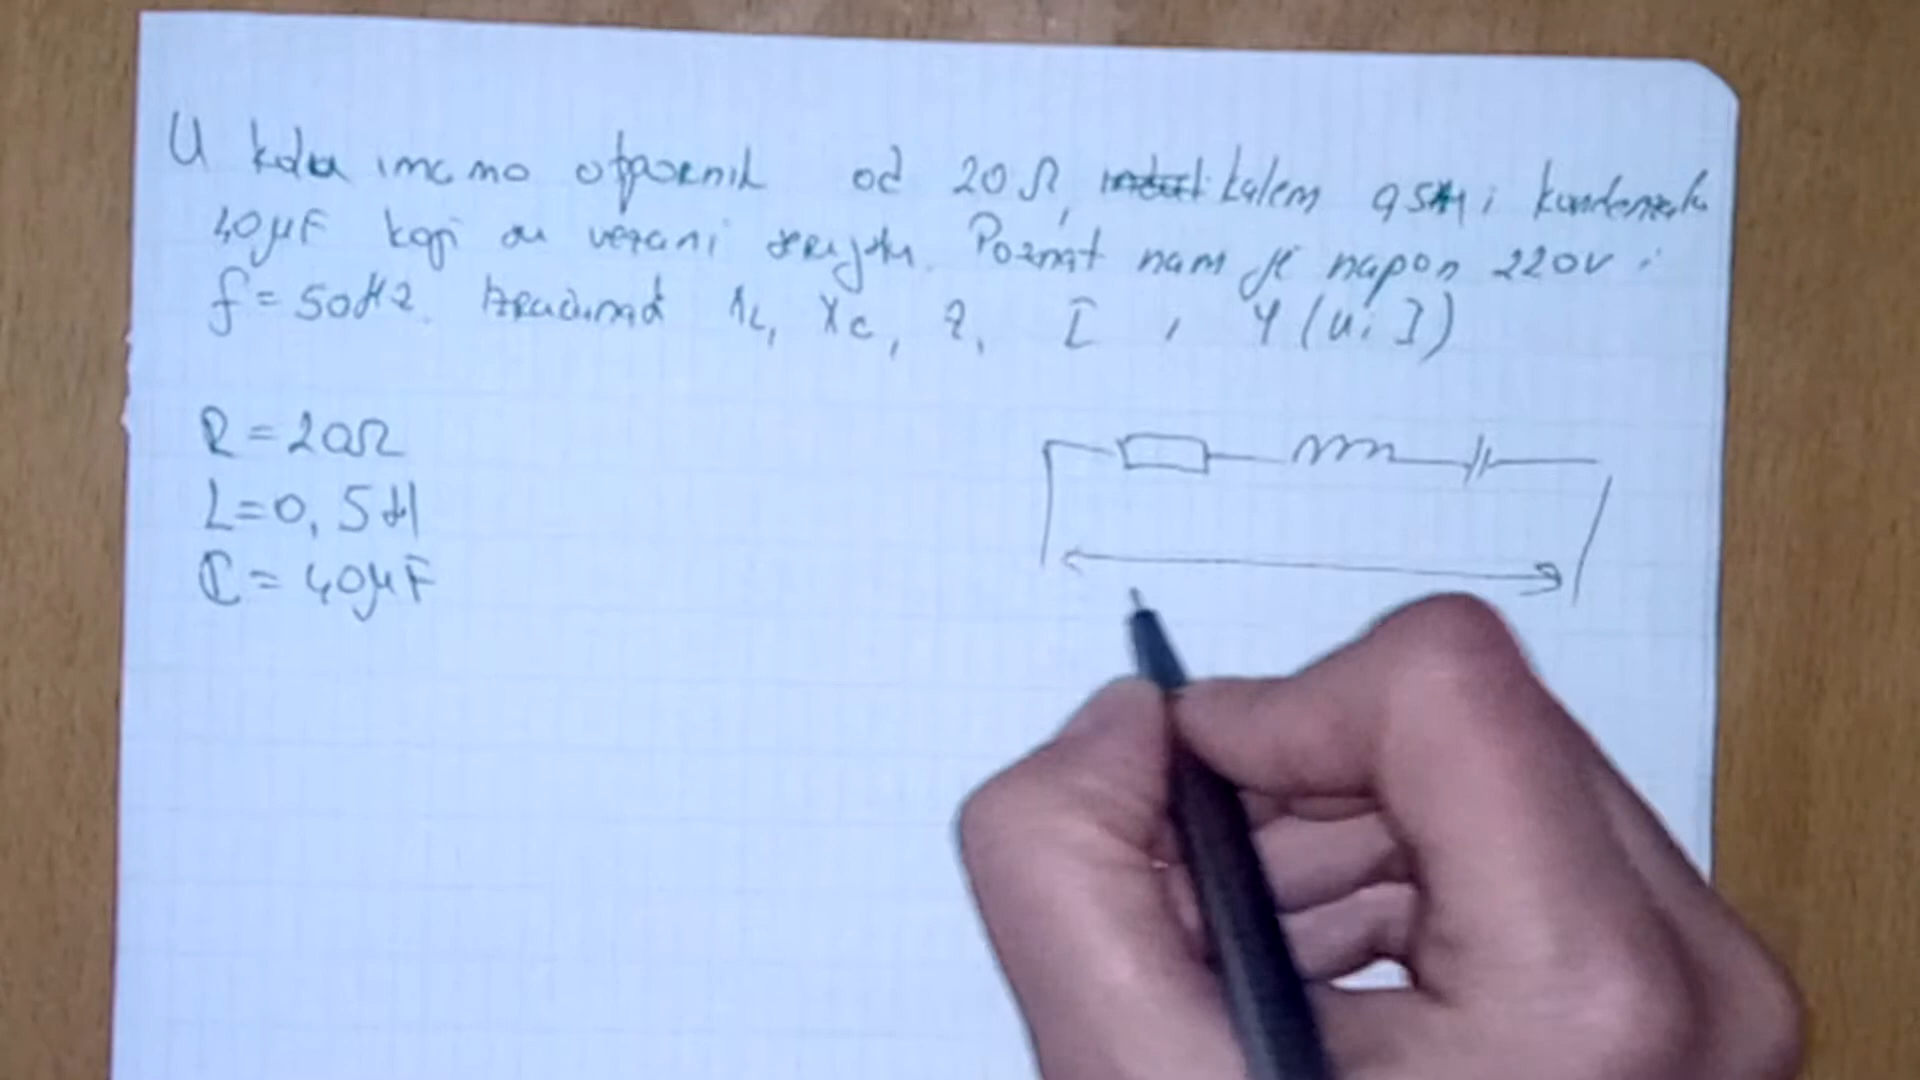 U kolu imamo otpornik od 20 Ω, kalem 0,5H i kondenzator
40μF koji su vezani serijski. Poznat nam je napon 220V i
f = 50Hz. Izračunati XL, XC, Z, I, φ (u i I)
R = 20Ω
L = 0,5H
C = 40μF